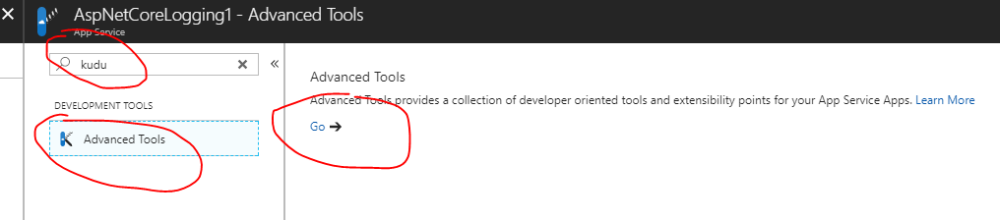 AspNetCoreLogging1 - Advanced Tools
App Service
kudu
DEVELOPMENT TOOLS
Advanced Tools
Advanced Tools
Advanced Tools provides a collection of developer oriented tools and extensibility points for your App Service Apps. Learn More
Go